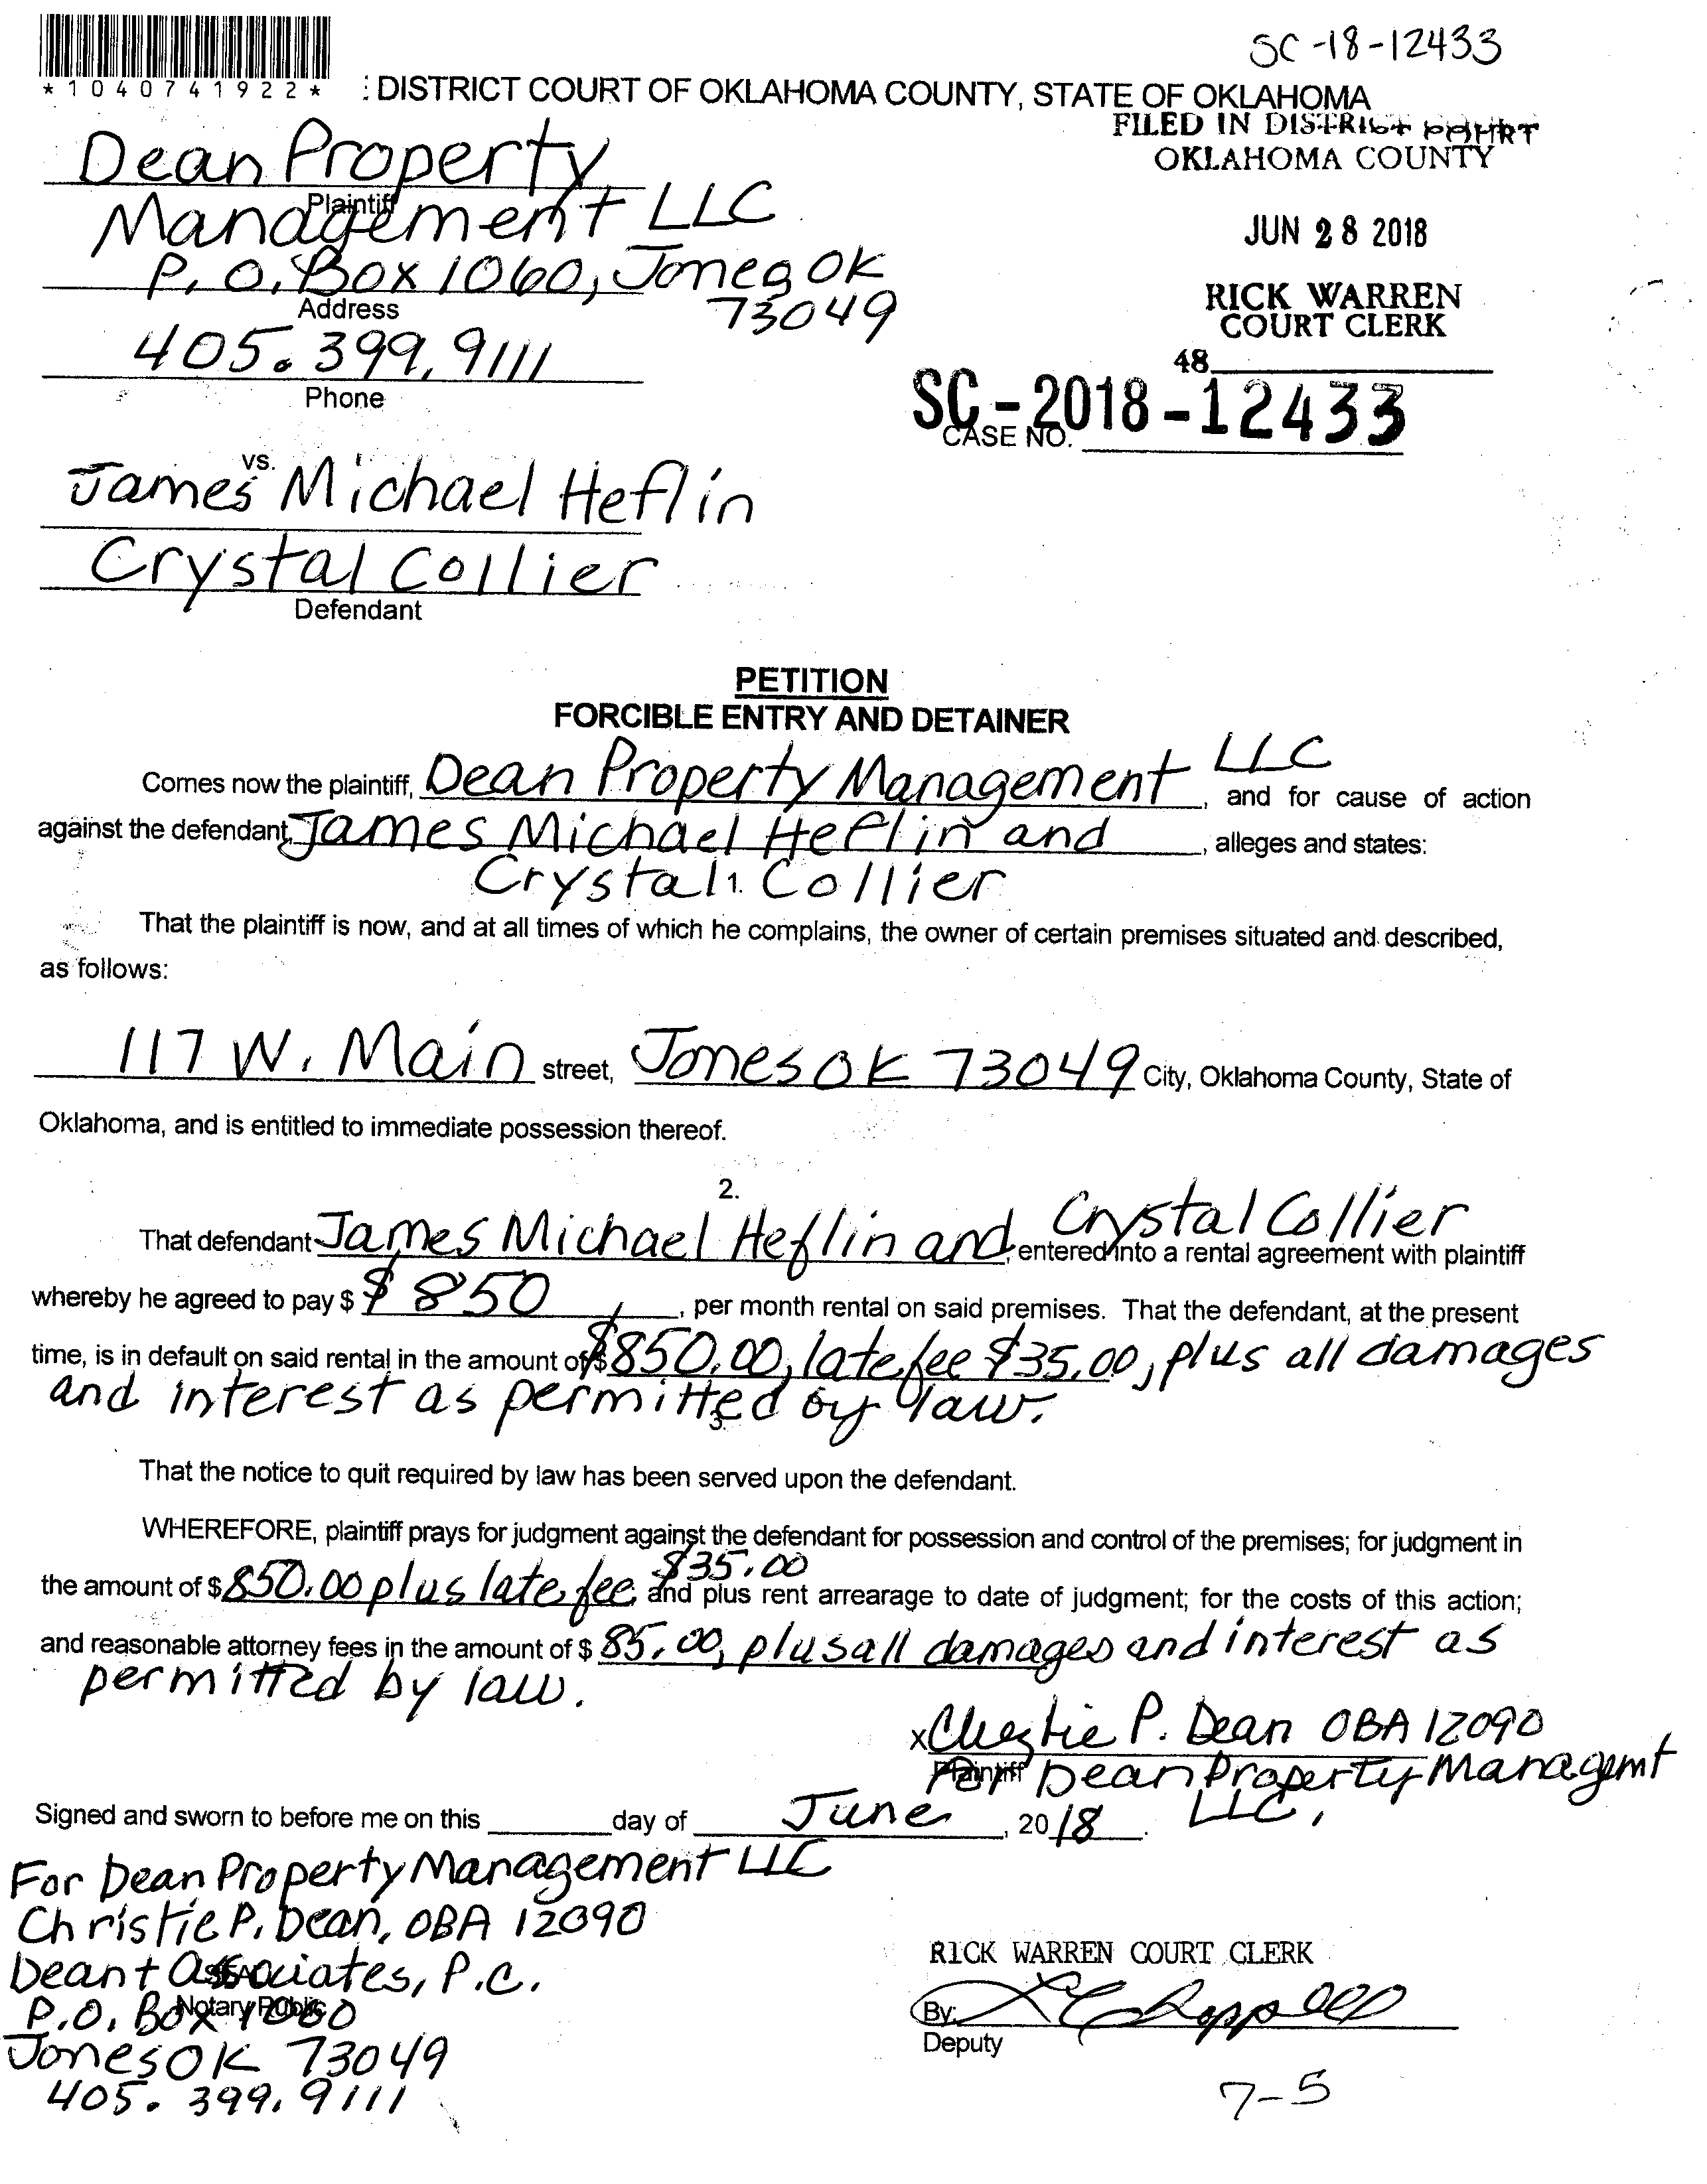 SC-18-12433
*1040741922*
: DISTRICT COURT OF OKLAHOMA COUNTY, STATE OF OKLAHOMA
FILED IN DISTRICT COURT
OKLAHOMA COUNTY
Dean Property
Plaintiff
Management LLC
JUN 28 2018
P.O. Box 1060, Jones OK
Address
73049
RICK WARREN
COURT CLERK
405.399.9111
Phone
48
SC-2018-12433
CASE NO.
vs.
James Michael Heflin
Crystal Collier
Defendant
PETITION
FORCIBLE ENTRY AND DETAINER
Comes now the plaintiff, Dean Property Management LLC, and for cause of action
against the defendant, James Michael Heflin and, alleges and states:
Crystal Collier
1.
That the plaintiff is now, and at all times of which he complains, the owner of certain premises situated and described,
as follows:
117 W. Main street, Jones OK 73049 City, Oklahoma County, State of
Oklahoma, and is entitled to immediate possession thereof.
2.
That defendant James Michael Heflin and Crystal Collier, entered into a rental agreement with plaintiff
whereby he agreed to pay $ $850, per month rental on said premises. That the defendant, at the present
time, is in default on said rental in the amount of $ $850.00, late fee $35.00, plus all damages
and interest as permitted by law.
3.
That the notice to quit required by law has been served upon the defendant.
WHEREFORE, plaintiff prays for judgment against the defendant for possession and control of the premises; for judgment in
the amount of $ 850.00 plus late fee $35.00; and plus rent arrearage to date of judgment; for the costs of this action;
and reasonable attorney fees in the amount of $ 85.00, plus all damages and interest as
permitted by law.
x Christie P. Dean OBA 12090
Plaintiff
For Dean Property Managemt
LLC.
Signed and sworn to before me on this ____ day of June, 2018.
For Dean Property Management LLC
Christie P. Dean, OBA 12090
Dean + Associates, P.C.
P.O. Box 1060
Notary Public
Jones OK 73049
405.399.9111
RICK WARREN COURT CLERK
By:
Deputy
7-5